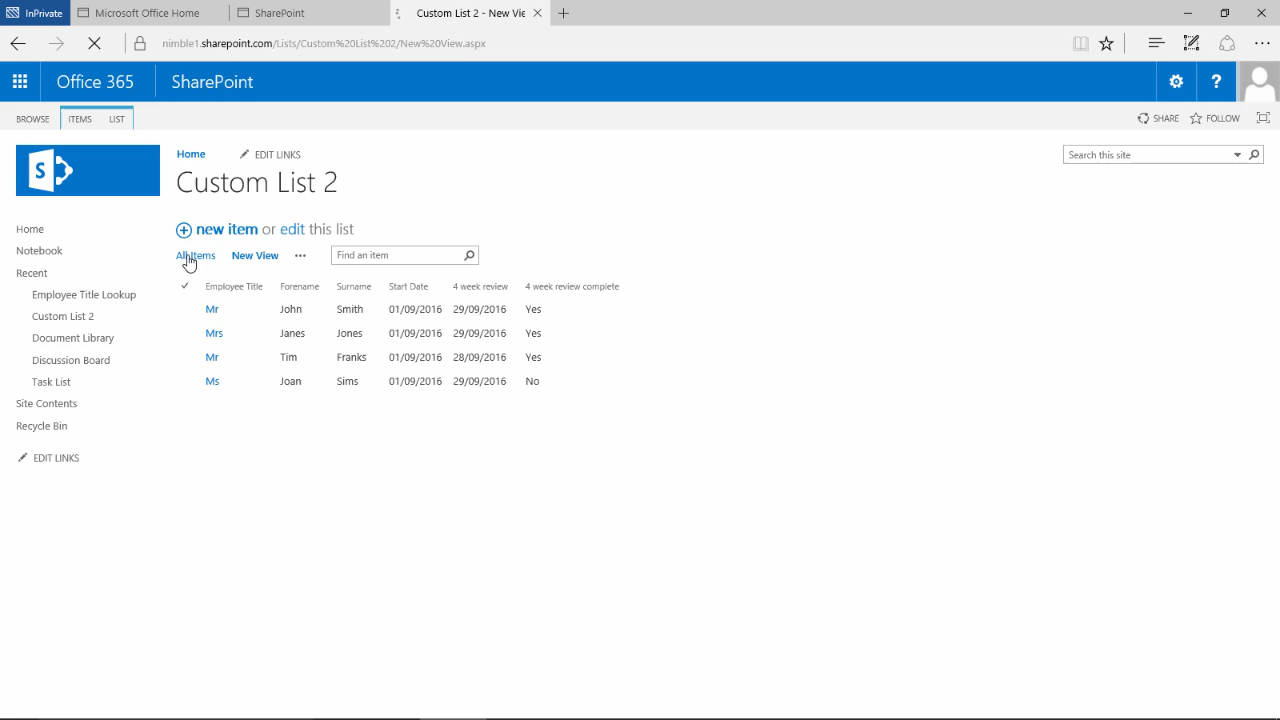 InPrivate Microsoft Office Home SharePoint Custom List 2 - New Vie
nimble1.sharepoint.com/Lists/Custom%20List%202/New%20View.aspx
Office 365 SharePoint ?
BROWSE ITEMS LIST SHARE FOLLOW
S
Home EDIT LINKS Search this site
Custom List 2
new item or edit this list
All Items New View ... Find an item
Employee Title Forename Surname Start Date 4 week review 4 week review complete
Mr John Smith 01/09/2016 29/09/2016 Yes
Mrs Janes Jones 01/09/2016 29/09/2016 Yes
Mr Tim Franks 01/09/2016 28/09/2016 Yes
Ms Joan Sims 01/09/2016 29/09/2016 No
Home
Notebook
Recent
Employee Title Lookup
Custom List 2
Document Library
Discussion Board
Task List
Site Contents
Recycle Bin
EDIT LINKS